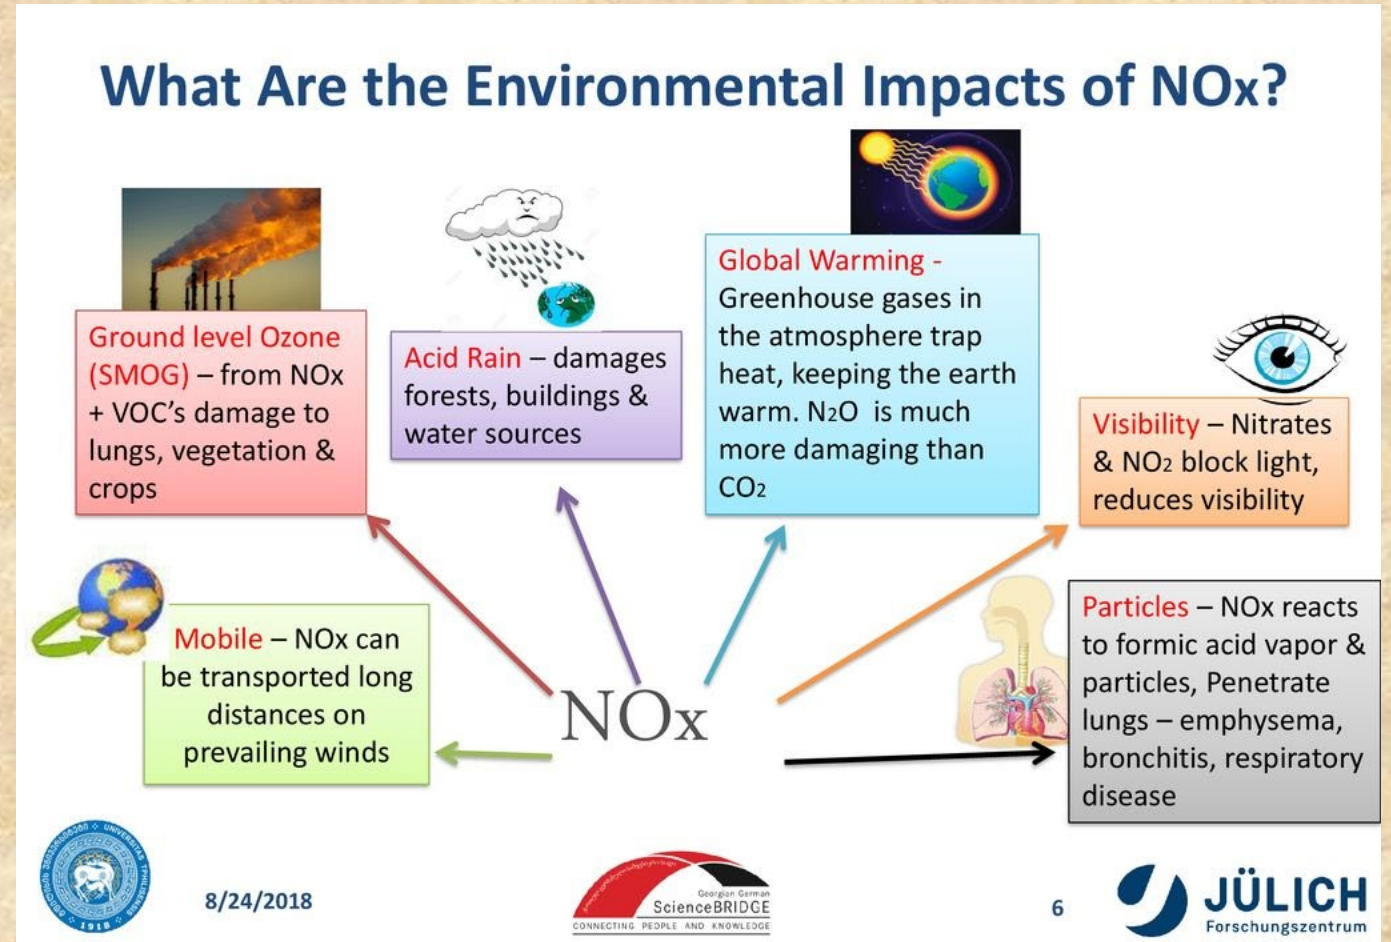 What Are the Environmental Impacts of NOx?
Ground level Ozone
(SMOG) – from NOx
+ VOC's damage to
lungs, vegetation &
crops
Acid Rain – damages
forests, buildings &
water sources
Global Warming -
Greenhouse gases in
the atmosphere trap
heat, keeping the earth
warm. N2O is much
more damaging than
CO2
Visibility – Nitrates
& NO2 block light,
reduces visibility
Mobile – NOx can
be transported long
distances on
prevailing winds
NOx
Particles – NOx reacts
to formic acid vapor &
particles, Penetrate
lungs – emphysema,
bronchitis, respiratory
disease
1918
8/24/2018
Georgian German
ScienceBRIDGE
CONNECTING PEOPLE AND KNOWLEDGE
6
JÜLICH
Forschungszentrum